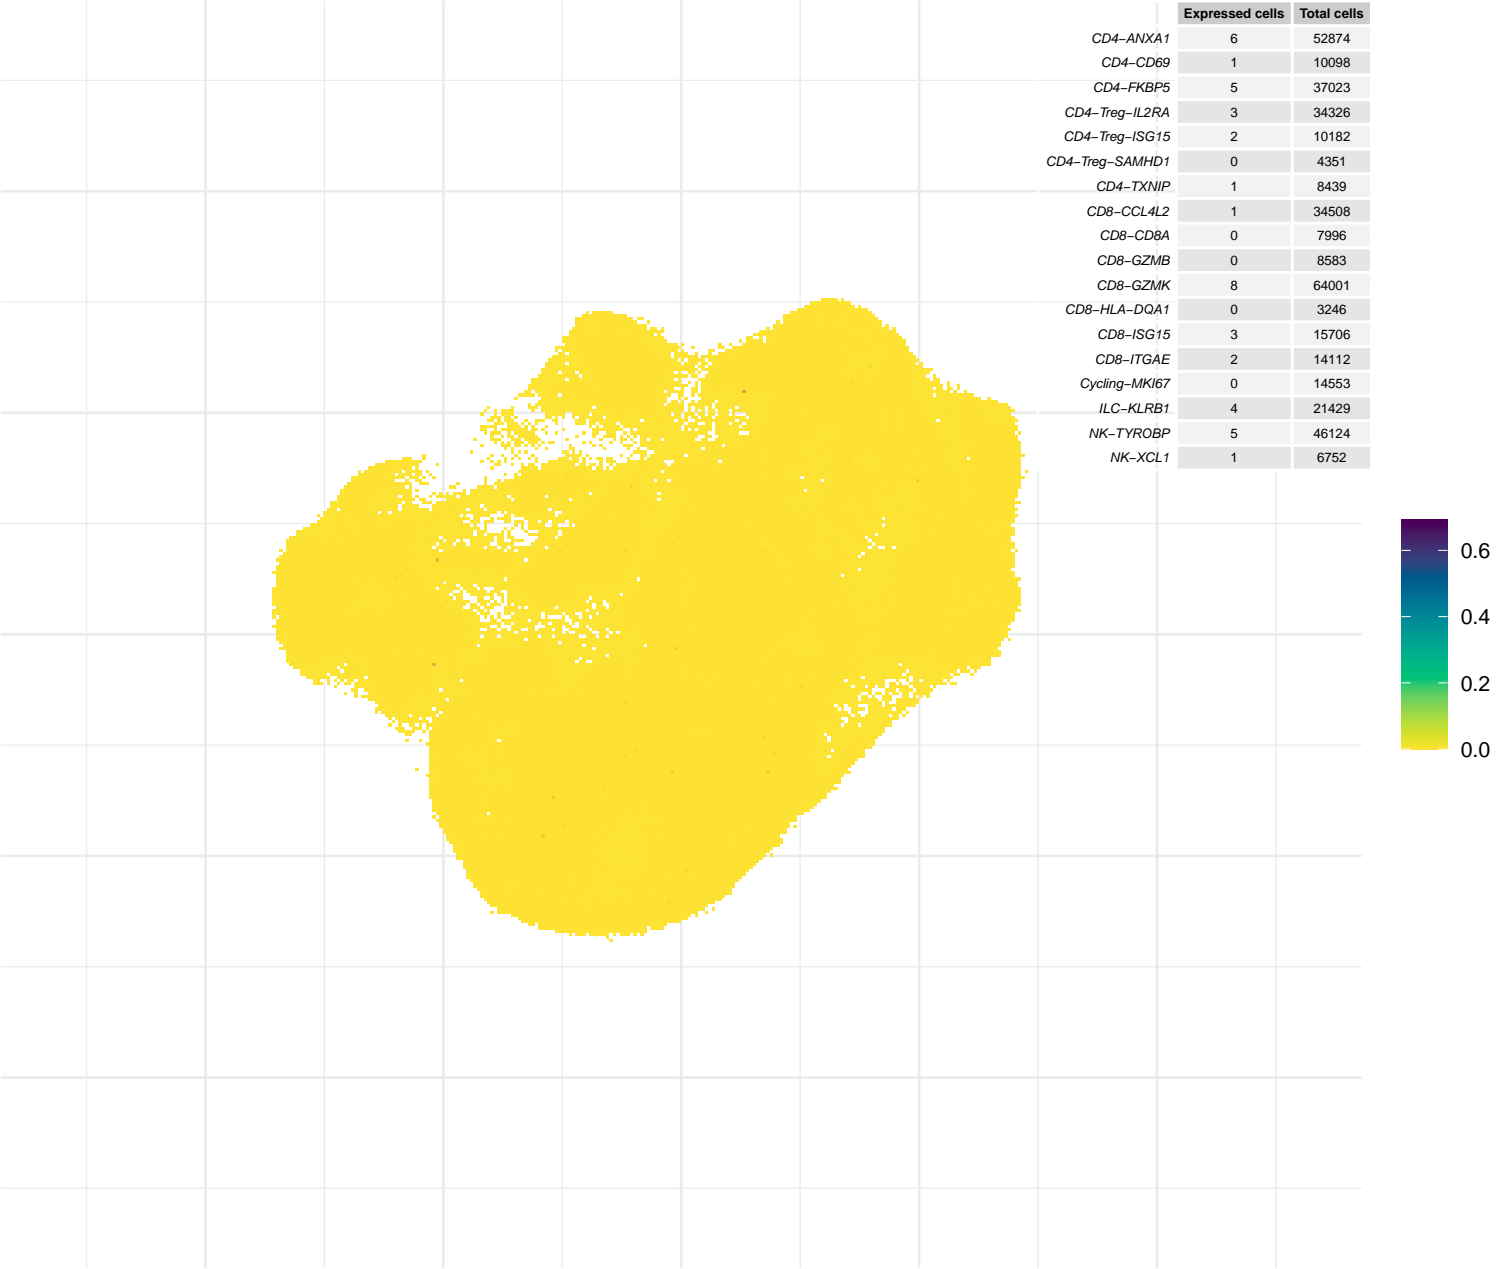 Expressed cells Total cells
CD4−ANXA1 6 52874
CD4−CD69 1 10098
CD4−FKBP5 5 37023
CD4−Treg−IL2RA 3 34326
CD4−Treg−ISG15 2 10182
CD4−Treg−SAMHD1 0 4351
CD4−TXNIP 1 8439
CD8−CCL4L2 1 34508
CD8−CD8A 0 7996
CD8−GZMB 0 8583
CD8−GZMK 8 64001
CD8−HLA−DQA1 0 3246
CD8−ISG15 3 15706
CD8−ITGAE 2 14112
Cycling−MKI67 0 14553
ILC−KLRB1 4 21429
NK−TYROBP 5 46124
NK−XCL1 1 6752
0.6
0.4
0.2
0.0